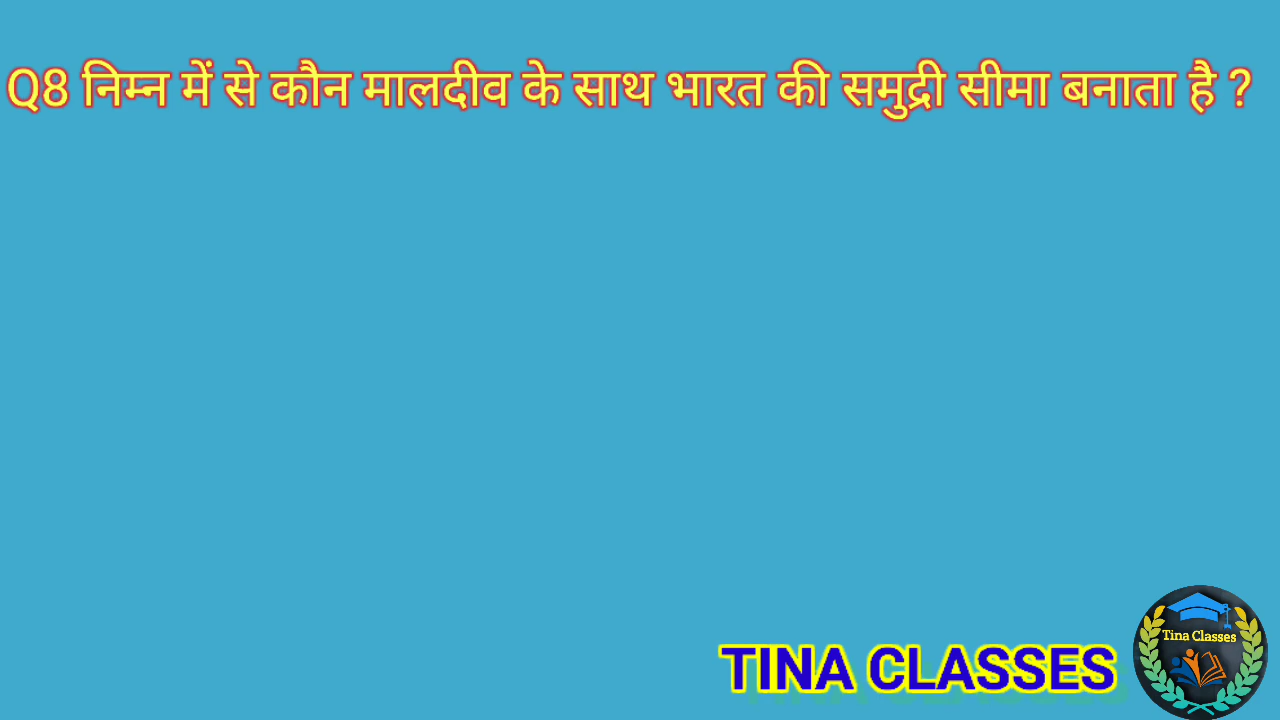 Q8 निम्न में से कौन मालदीव के साथ भारत की समुद्री सीमा बनाता है ?
TINA CLASSES
Tina Classes